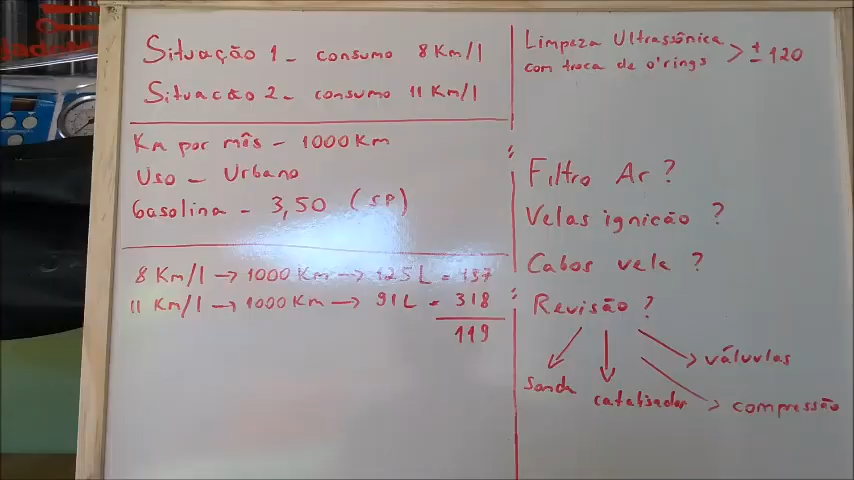 Situação 1 - consumo 8 Km/l
Situacão 2 - consumo 11 Km/l
Km por mês - 1000 Km
Uso - Urbano
Gasolina - 3,50 (SP)
8 Km/l → 1000 Km → 125 L = 437
11 Km/l → 1000 Km → 91 L = 318
119
Limpeza Ultrassônica
com troca de o'rings > ± 120
Filtro Ar ?
Velas ignicão ?
Cabos vela ?
Revisão ?
válvulas
sonda
catalisador
compressão